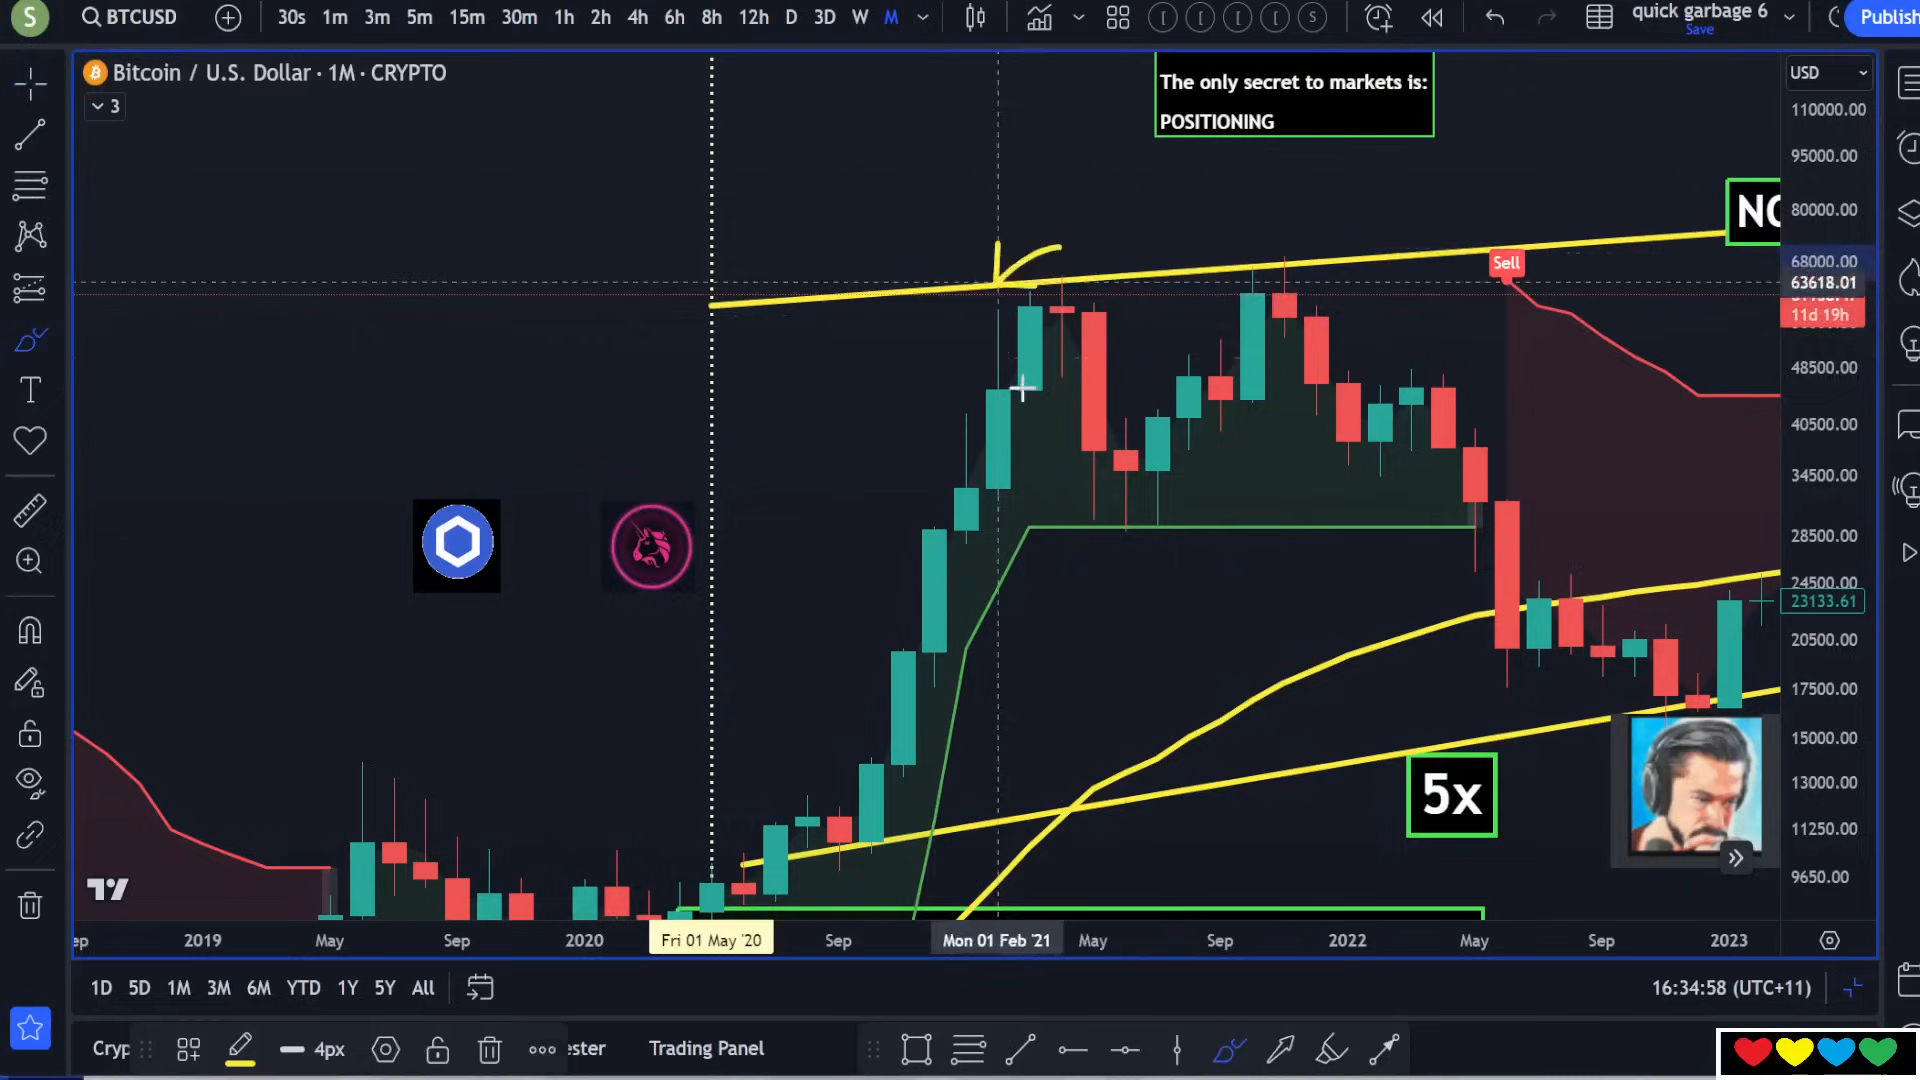 S
BTCUSD
30s 1m 3m 5m 15m 30m 1h 2h 4h 6h 8h 12h D 3D W M
S
quick garbage 6
Save
Publish
Bitcoin / U.S. Dollar · 1M · CRYPTO
3
The only secret to markets is:
POSITIONING
USD
110000.00
95000.00
80000.00
68000.00
63618.01
11d 19h
48500.00
40500.00
34500.00
28500.00
24500.00
23133.61
20500.00
17500.00
15000.00
13000.00
11250.00
9650.00
Sell
5x
2019 May Sep 2020 Fri 01 May '20 Sep Mon 01 Feb '21 May Sep 2022 May Sep 2023
1D 5D 1M 3M 6M YTD 1Y 5Y All
16:34:58 (UTC+11)
4px
Trading Panel